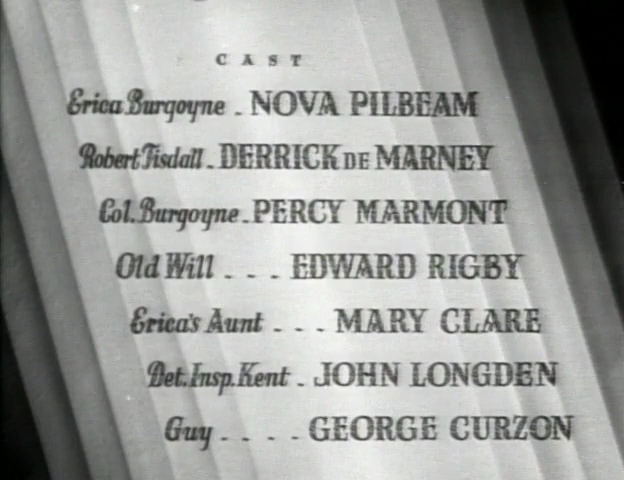 CAST
Erica Burgoyne - NOVA PILBEAM
Robert Tisdall - DERRICK DE MARNEY
Col. Burgoyne - PERCY MARMONT
Old Will . . . EDWARD RIGBY
Erica's Aunt . . . MARY CLARE
Det. Insp. Kent - JOHN LONGDEN
Guy . . . . GEORGE CURZON